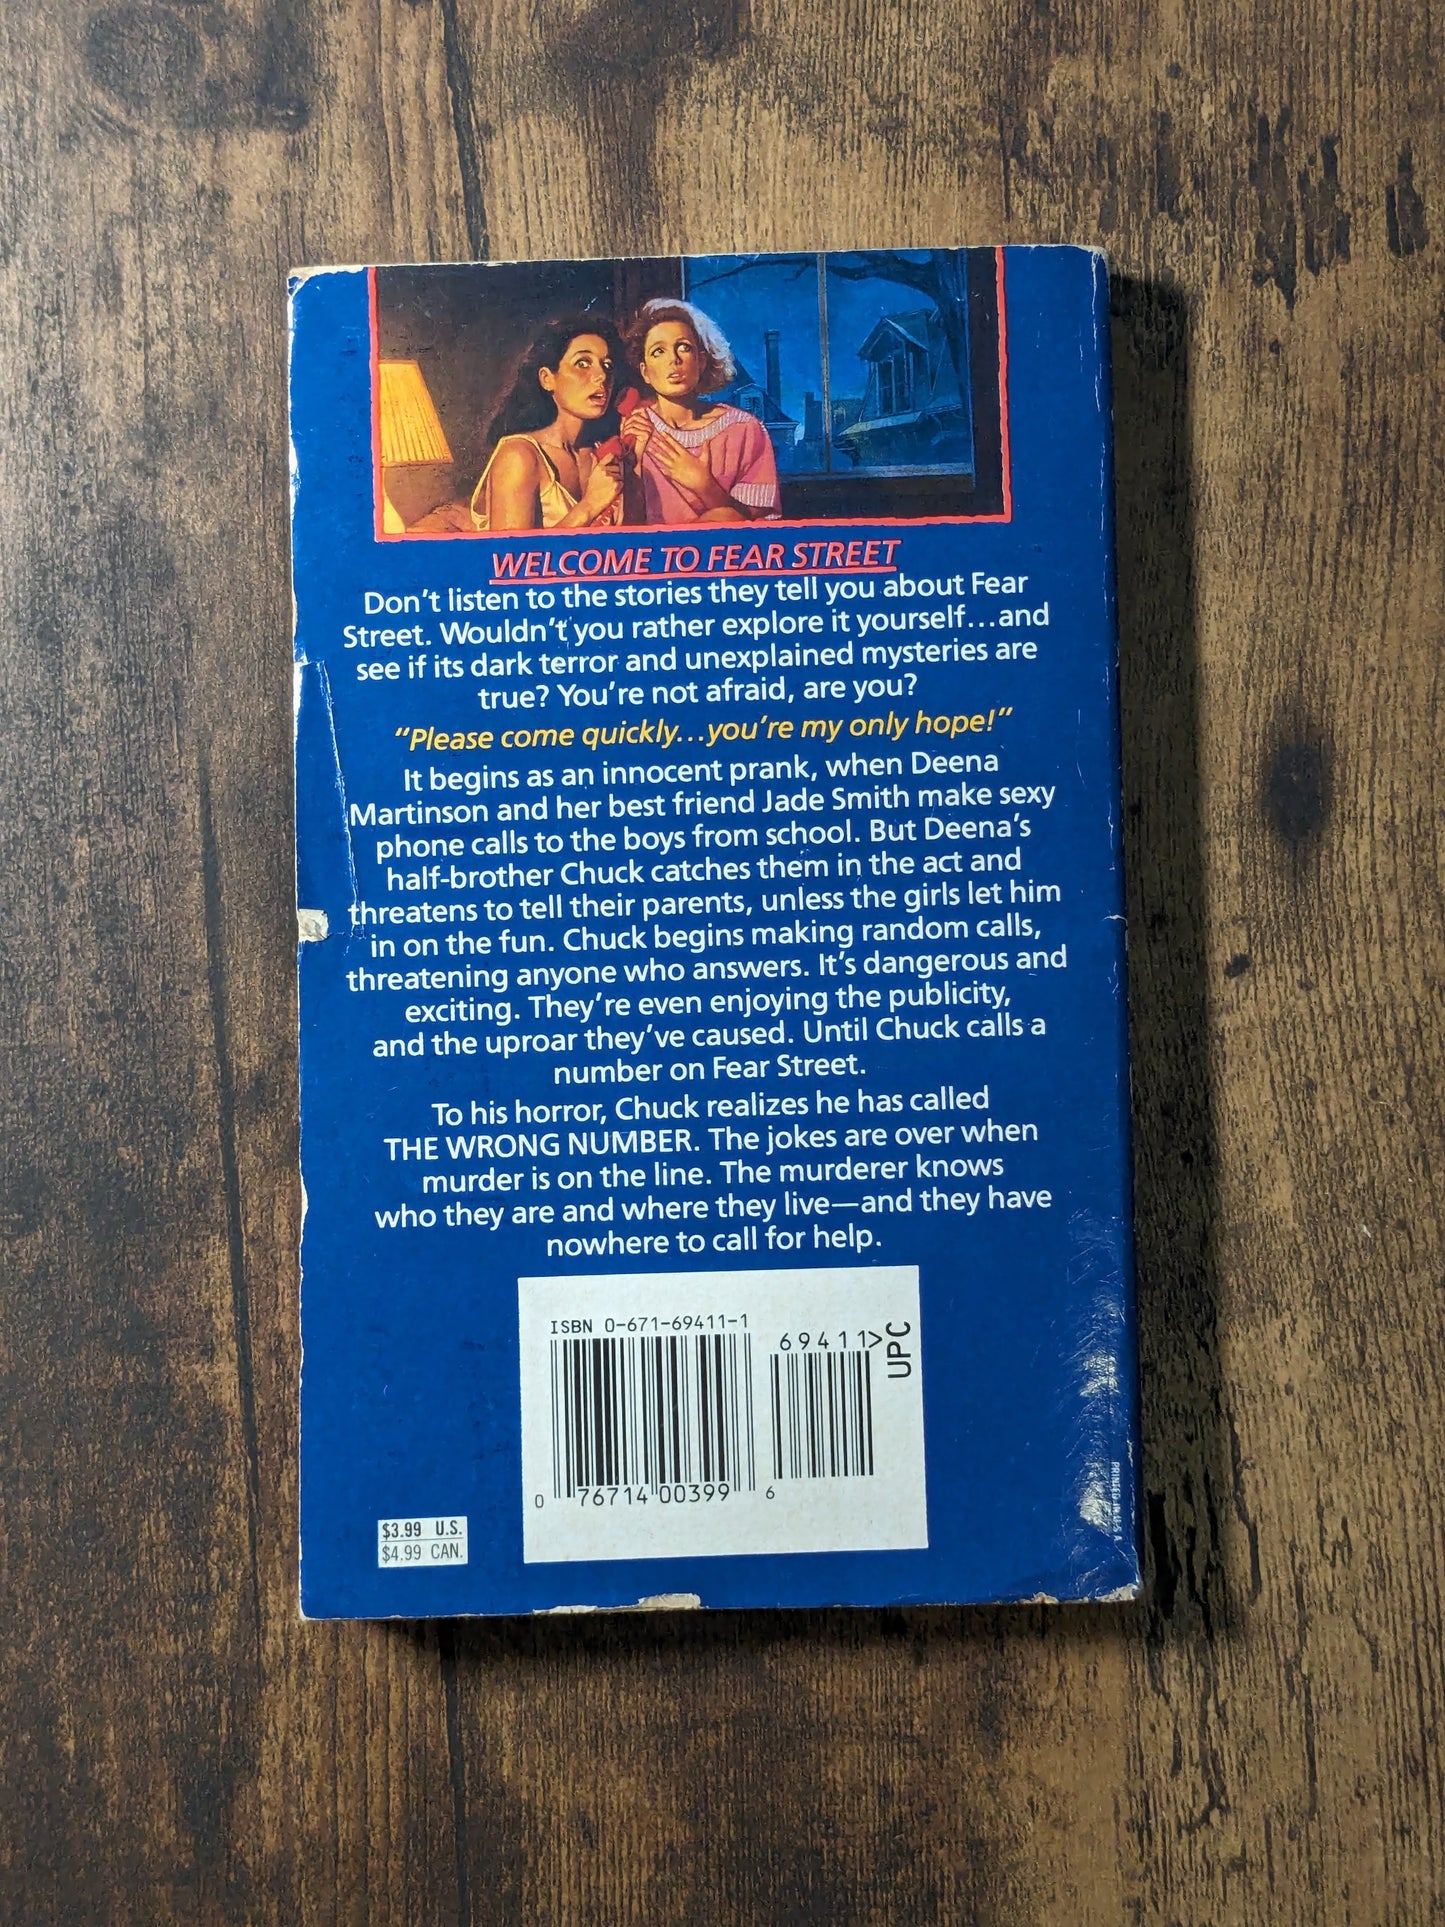 WELCOME TO FEAR STREET
Don't listen to the stories they tell you about Fear
Street. Wouldn't you rather explore it yourself...and
see if its dark terror and unexplained mysteries are
true? You're not afraid, are you?
"Please come quickly...you're my only hope!"
It begins as an innocent prank, when Deena
Martinson and her best friend Jade Smith make sexy
phone calls to the boys from school. But Deena's
half-brother Chuck catches them in the act and
threatens to tell their parents, unless the girls let him
in on the fun. Chuck begins making random calls,
threatening anyone who answers. It's dangerous and
exciting. They're even enjoying the publicity,
and the uproar they've caused. Until Chuck calls a
number on Fear Street.
To his horror, Chuck realizes he has called
THE WRONG NUMBER. The jokes are over when
murder is on the line. The murderer knows
who they are and where they live—and they have
nowhere to call for help.
ISBN 0-671-69411-1
69411>
UPC
0 76714 00399 6
$3.99 U.S.
$4.99 CAN.
PRINTED IN U.S.A.